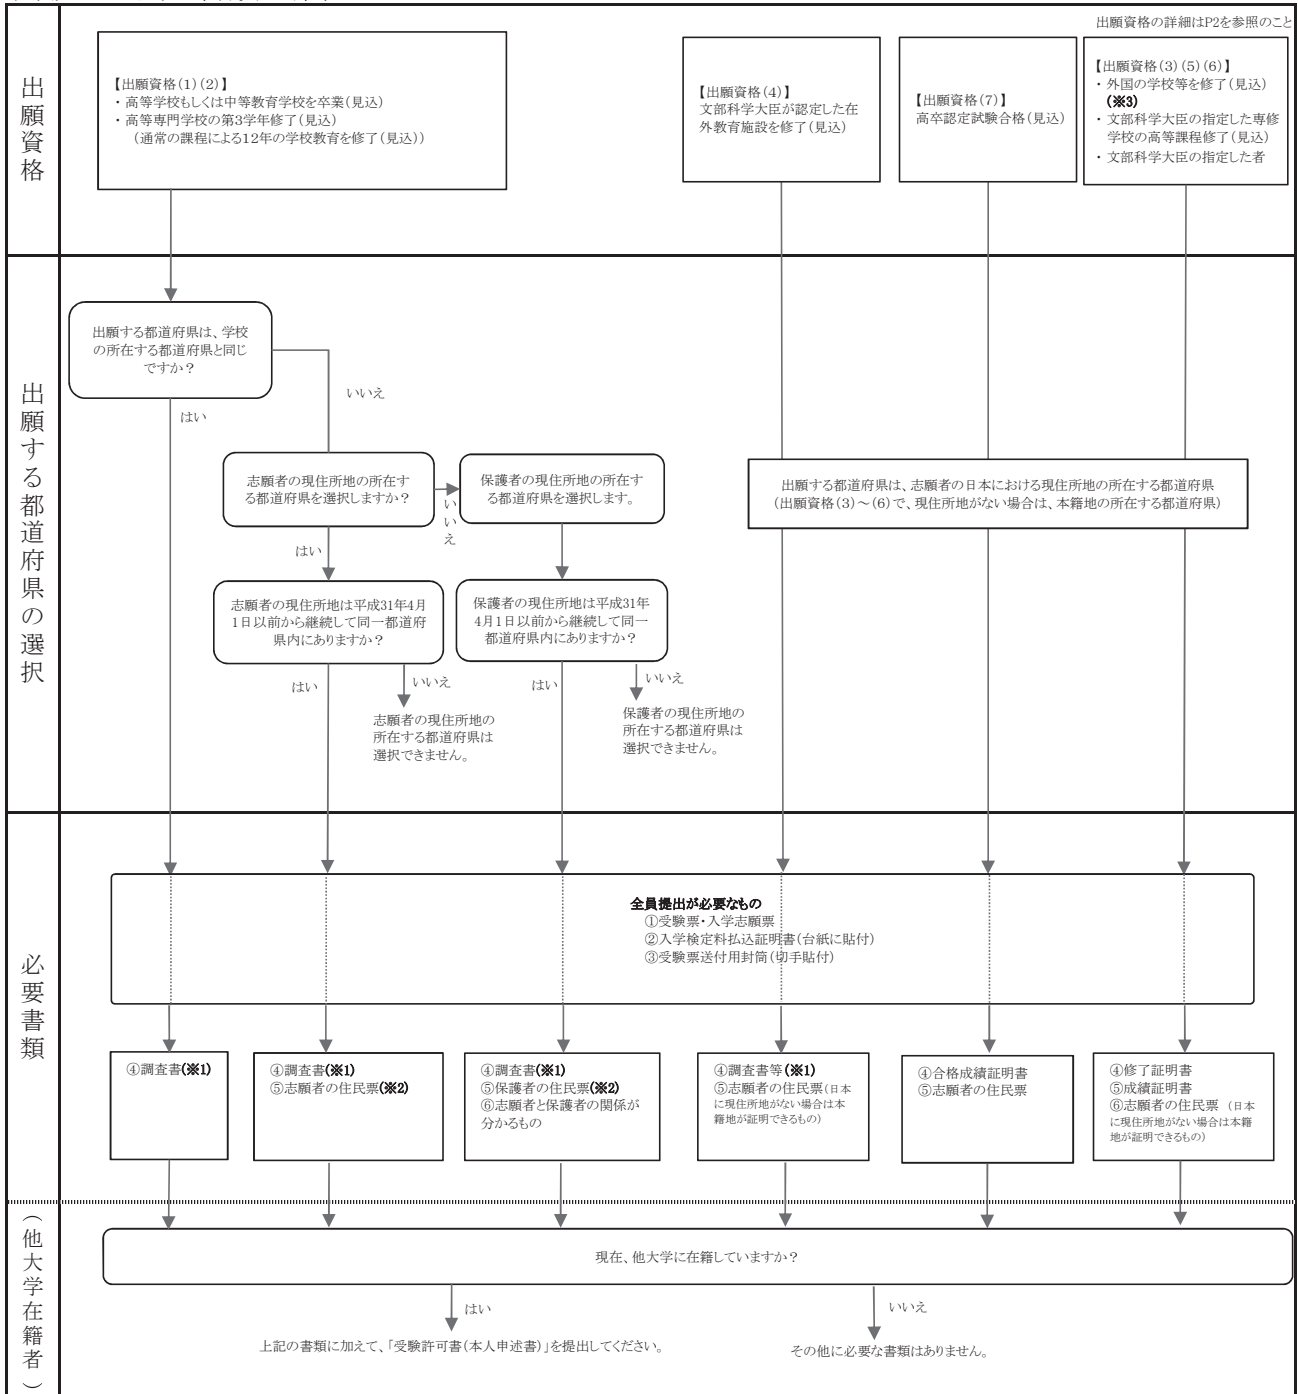 出願資格の詳細はP2を参照のこと
出願資格
【出願資格(1)(2)】
・高等学校もしくは中等教育学校を卒業(見込)
・高等専門学校の第3学年修了(見込)
(通常の課程による12年の学校教育を修了(見込))
【出願資格(4)】
文部科学大臣が認定した在
外教育施設を修了(見込)
【出願資格(7)】
高卒認定試験合格(見込)
【出願資格(3)(5)(6)】
・外国の学校等を修了(見込)
(※3)
・文部科学大臣の指定した専修
学校の高等課程修了(見込)
・文部科学大臣の指定した者
出願する都道府県の選択
出願する都道府県は、学校
の所在する都道府県と同じ
ですか?
いいえ
はい
志願者の現住所地の所在す
る都道府県を選択しますか?
いいえ
保護者の現住所地の所在す
る都道府県を選択します。
出願する都道府県は、志願者の日本における現住所地の所在する都道府県
(出願資格(3)~(6)で、現住所地がない場合は、本籍地の所在する都道府県)
はい
志願者の現住所地は平成31年4月
1日以前から継続して同一都道府
県内にありますか?
保護者の現住所地は平成31年
4月1日以前から継続して同一
都道府県内にありますか?
はい
いいえ
はい
いいえ
志願者の現住所地の
所在する都道府県は
選択できません。
保護者の現住所地の
所在する都道府県は
選択できません。
必要書類
全員提出が必要なもの
①受験票・入学志願票
②入学検定料払込証明書(台紙に貼付)
③受験票送付用封筒(切手貼付)
④調査書(※1)
④調査書(※1)
⑤志願者の住民票(※2)
④調査書(※1)
⑤保護者の住民票(※2)
⑥志願者と保護者の関係が
分かるもの
④調査書等(※1)
⑤志願者の住民票(日本
に現住所地がない場合は本
籍地が証明できるもの)
④合格成績証明書
⑤志願者の住民票
④修了証明書
⑤成績証明書
⑥志願者の住民票 (日本
に現住所地がない場合は本籍
地が証明できるもの)
(他大学在籍者)
現在、他大学に在籍していますか?
はい
いいえ
上記の書類に加えて、「受験許可書(本人申述書)」を提出してください。
その他に必要な書類はありません。